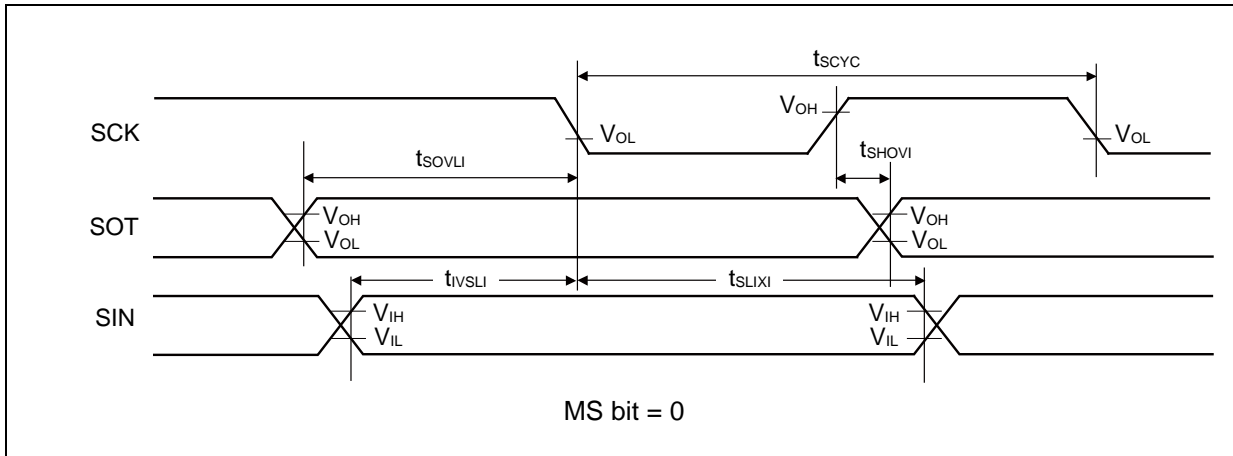 tSCYC
SCK
VOH
VOL
VOL
tSOVLI
tSHOVI
SOT
VOH
VOL
VOH
VOL
tIVSLI
tSLIXI
SIN
VIH
VIL
VIH
VIL
MS bit = 0